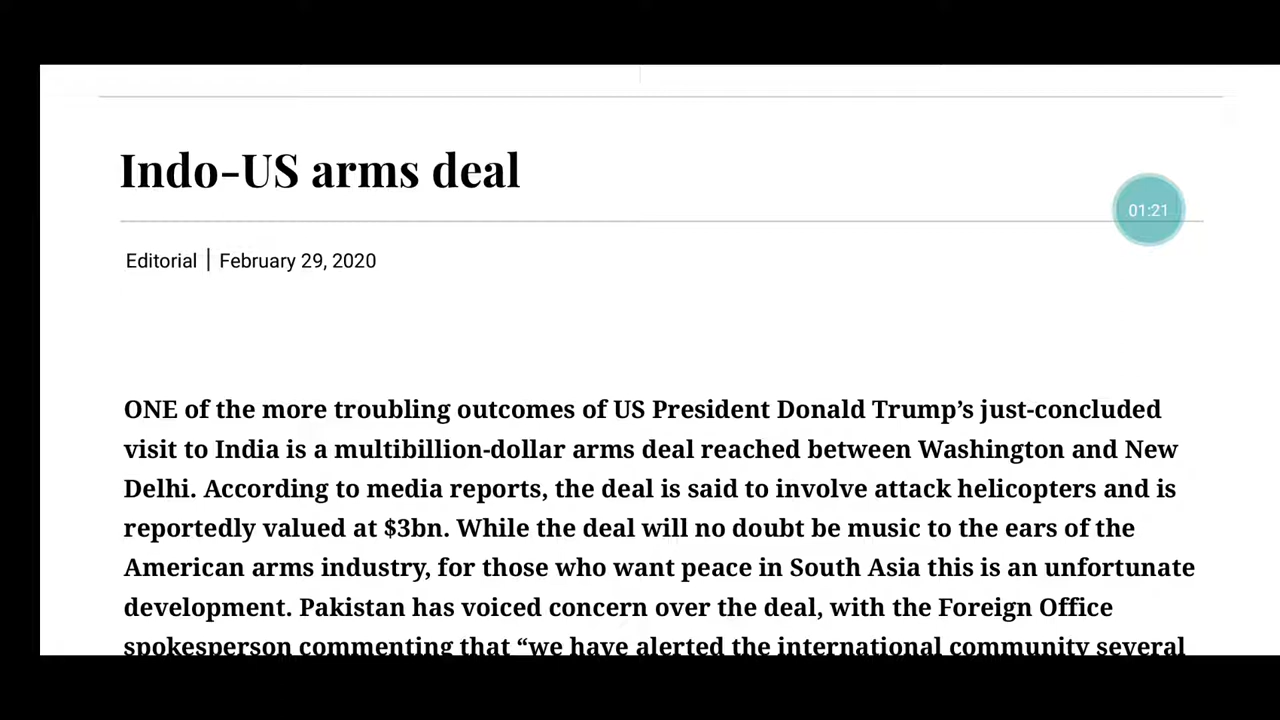 Indo-US arms deal
01:21
Editorial | February 29, 2020
ONE of the more troubling outcomes of US President Donald Trump’s just-concluded
visit to India is a multibillion-dollar arms deal reached between Washington and New
Delhi. According to media reports, the deal is said to involve attack helicopters and is
reportedly valued at $3bn. While the deal will no doubt be music to the ears of the
American arms industry, for those who want peace in South Asia this is an unfortunate
development. Pakistan has voiced concern over the deal, with the Foreign Office
spokesperson commenting that “we have alerted the international community several